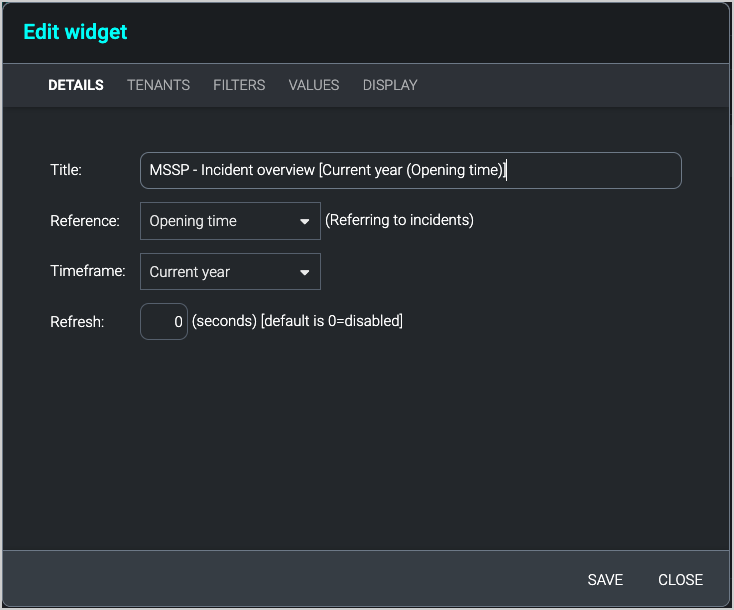 Edit widget
DETAILS TENANTS FILTERS VALUES DISPLAY
Title: MSSP - Incident overview [Current year (Opening time)]
Reference: Opening time (Referring to incidents)
Timeframe: Current year
Refresh: 0 (seconds) [default is 0=disabled]
SAVE CLOSE